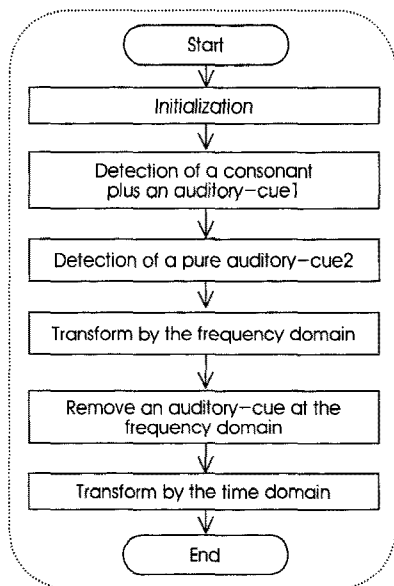 Start
Initialization
Detection of a consonant
plus an auditory-cue1
Detection of a pure auditory-cue2
Transform by the frequency domain
Remove an auditory-cue at the
frequency domain
Transform by the time domain
End